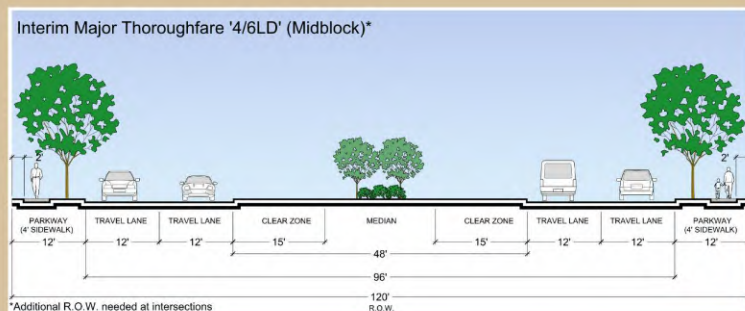 Interim Major Thoroughfare '4/6LD' (Midblock)*
2'
2'
PARKWAY
(4' SIDEWALK)
TRAVEL LANE
TRAVEL LANE
CLEAR ZONE
MEDIAN
CLEAR ZONE
TRAVEL LANE
TRAVEL LANE
PARKWAY
(4' SIDEWALK)
12'
12'
12'
15'
15'
12'
12'
12'
48'
96'
120'
R.O.W.
*Additional R.O.W. needed at intersections